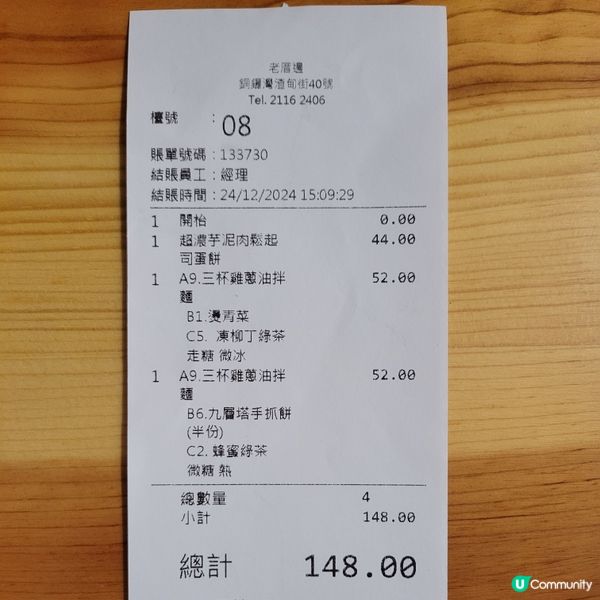 老厝邊
銅鑼灣渣甸街40號
Tel. 2116 2406
檯號 : 08
賬單號碼 : 133730
結賬員工 : 經理
結賬時間 : 24/12/2024 15:09:29
1 開枱 0.00
1 超濃芋泥肉鬆起 44.00
司蛋餅
1 A9.三杯雞蔥油拌 52.00
麵
B1.燙青菜
C5. 凍柳丁綠茶
走糖 微冰
1 A9.三杯雞蔥油拌 52.00
麵
B6.九層塔手抓餅
(半份)
C2. 蜂蜜綠茶
微糖 熱
總數量 4
小計 148.00
總計 148.00
U Community